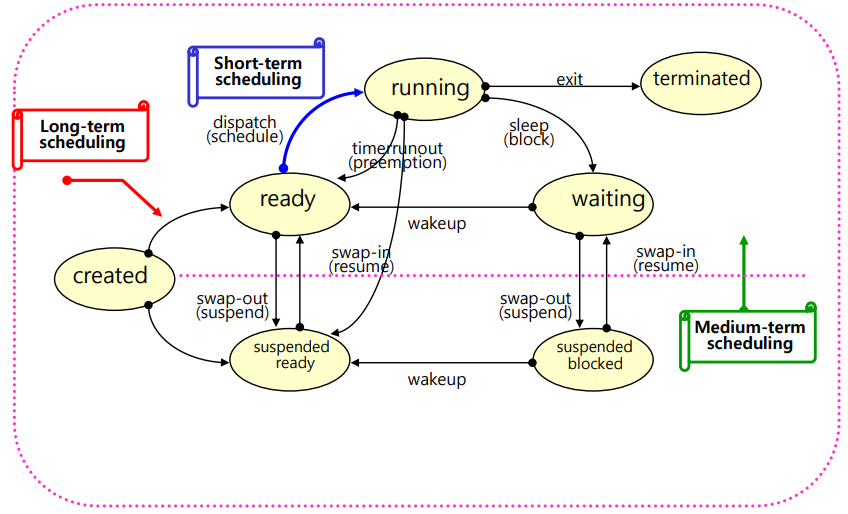 Short-term
scheduling
running
exit
terminated
Long-term
scheduling
dispatch
(schedule)
timerrunout
(preemption)
sleep
(block)
ready
waiting
wakeup
created
swap-in
(resume)
swap-in
(resume)
swap-out
(suspend)
swap-out
(suspend)
Medium-term
scheduling
suspended
ready
suspended
blocked
wakeup